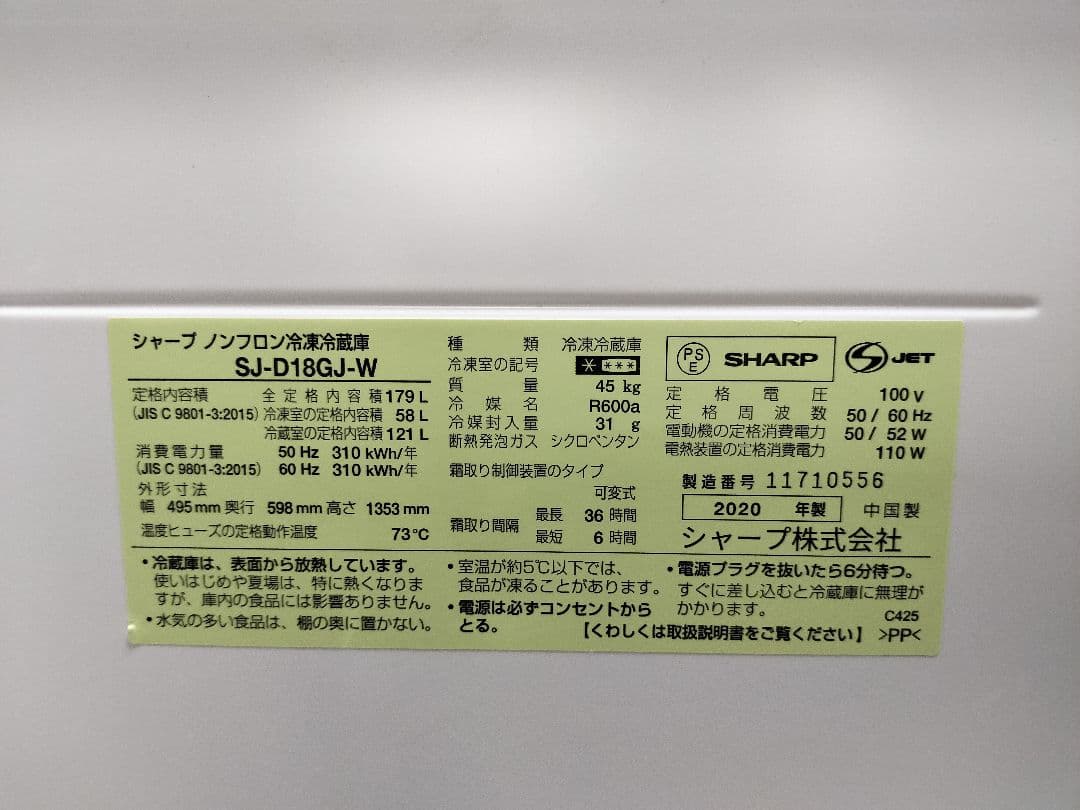 シャープ ノンフロン冷凍冷蔵庫
SJ-D18GJ-W
定格内容積 全定格内容積 179 L
(JIS C 9801-3:2015) 冷凍室の定格内容積 58 L
冷蔵室の定格内容積 121 L
消費電力量 50 Hz 310 kWh/年
(JIS C 9801-3:2015) 60 Hz 310 kWh/年
外形寸法
幅 495 mm 奥行 598 mm 高さ 1353 mm
温度ヒューズの定格動作温度 73℃
種類 冷凍冷蔵庫
冷凍室の記号 * ***
質量 45 kg
冷媒名 R600a
冷媒封入量 31 g
断熱発泡ガス シクロペンタン
霜取り制御装置のタイプ
可変式
霜取り間隔 最長 36 時間
最短 6 時間
PSE SHARP
S JET
定格電圧 100 V
定格周波数 50 / 60 Hz
電動機の定格消費電力 50 / 52 W
電熱装置の定格消費電力 110 W
製造番号 11710556
2020 年製 中国製
シャープ株式会社
・冷蔵庫は、表面から放熱しています。
使いはじめや夏場は、特に熱くなりま
すが、庫内の食品には影響ありません。
・水気の多い食品は、棚の奥に置かない。
・室温が約5℃以下では、
食品が凍ることがあります。
・電源は必ずコンセントから
とる。
・電源プラグを抜いたら6分待つ。
すぐに差し込むと冷蔵庫に無理が
かかります。
C425
【くわしくは取扱説明書をご覧ください】 >PP<